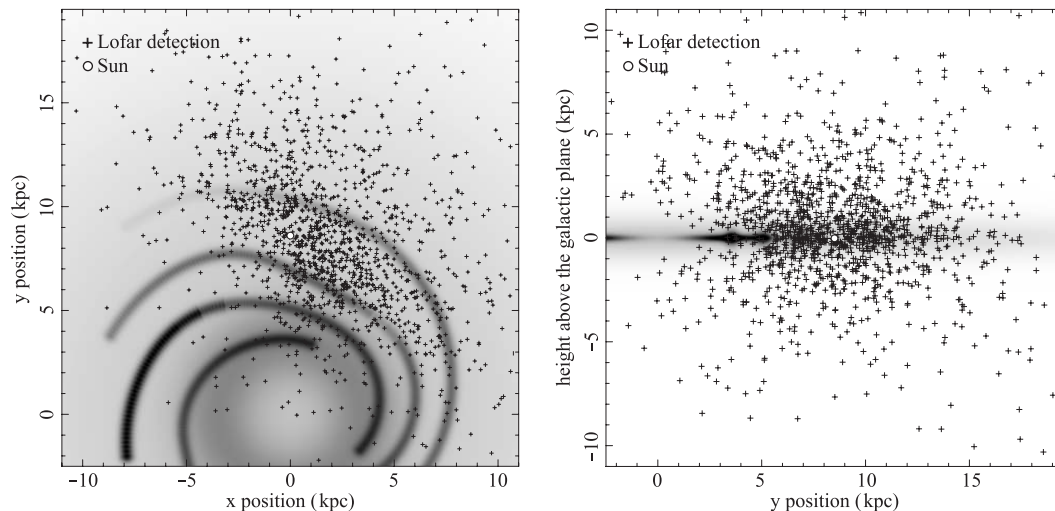 + Lofar detection
○ Sun
y position (kpc)
15
10
5
0
−10
−5
0
5
10
x position (kpc)
+ Lofar detection
○ Sun
height above the galactic plane (kpc)
10
5
0
−5
−10
0
5
10
15
y position (kpc)